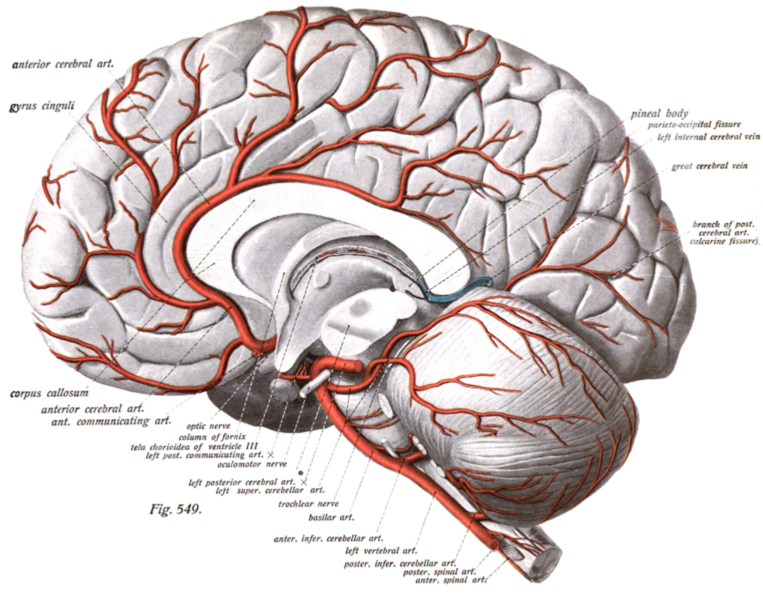 anterior cerebral art.
gyrus cinguli
pineal body
parieto-occipital fissure
left internal cerebral vein
great cerebral vein
branch of post.
cerebral art.
calcarine fissure)
corpus callosum
anterior cerebral art.
ant. communicating art.
optic nerve
column of fornix
tela chorioidea of ventricle III
left post. communicating art. ×
oculomotor nerve
left posterior cerebral art. ×
left super. cerebellar art.
trochlear nerve
basilar art.
anter. infer. cerebellar art.
left vertebral art.
poster. infer. cerebellar art.
poster. spinal art.
anter. spinal art.
Fig. 549.